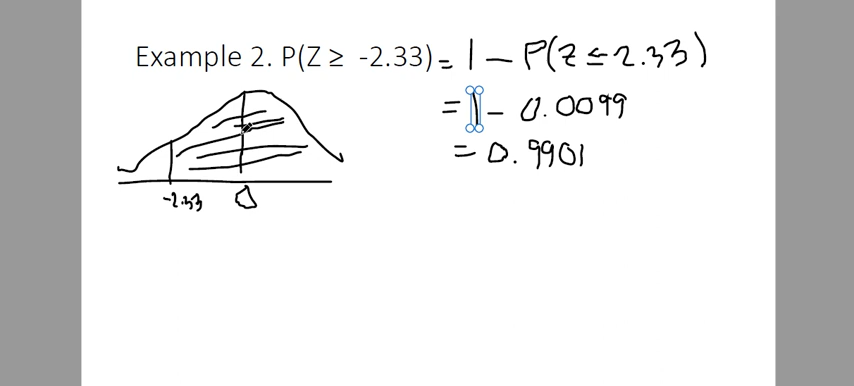 Example 2. P(Z ≥ -2.33) = 1 - P(Z ≤ -2.33)
= 1 - 0.0099
= 0.9901
-2.33 0